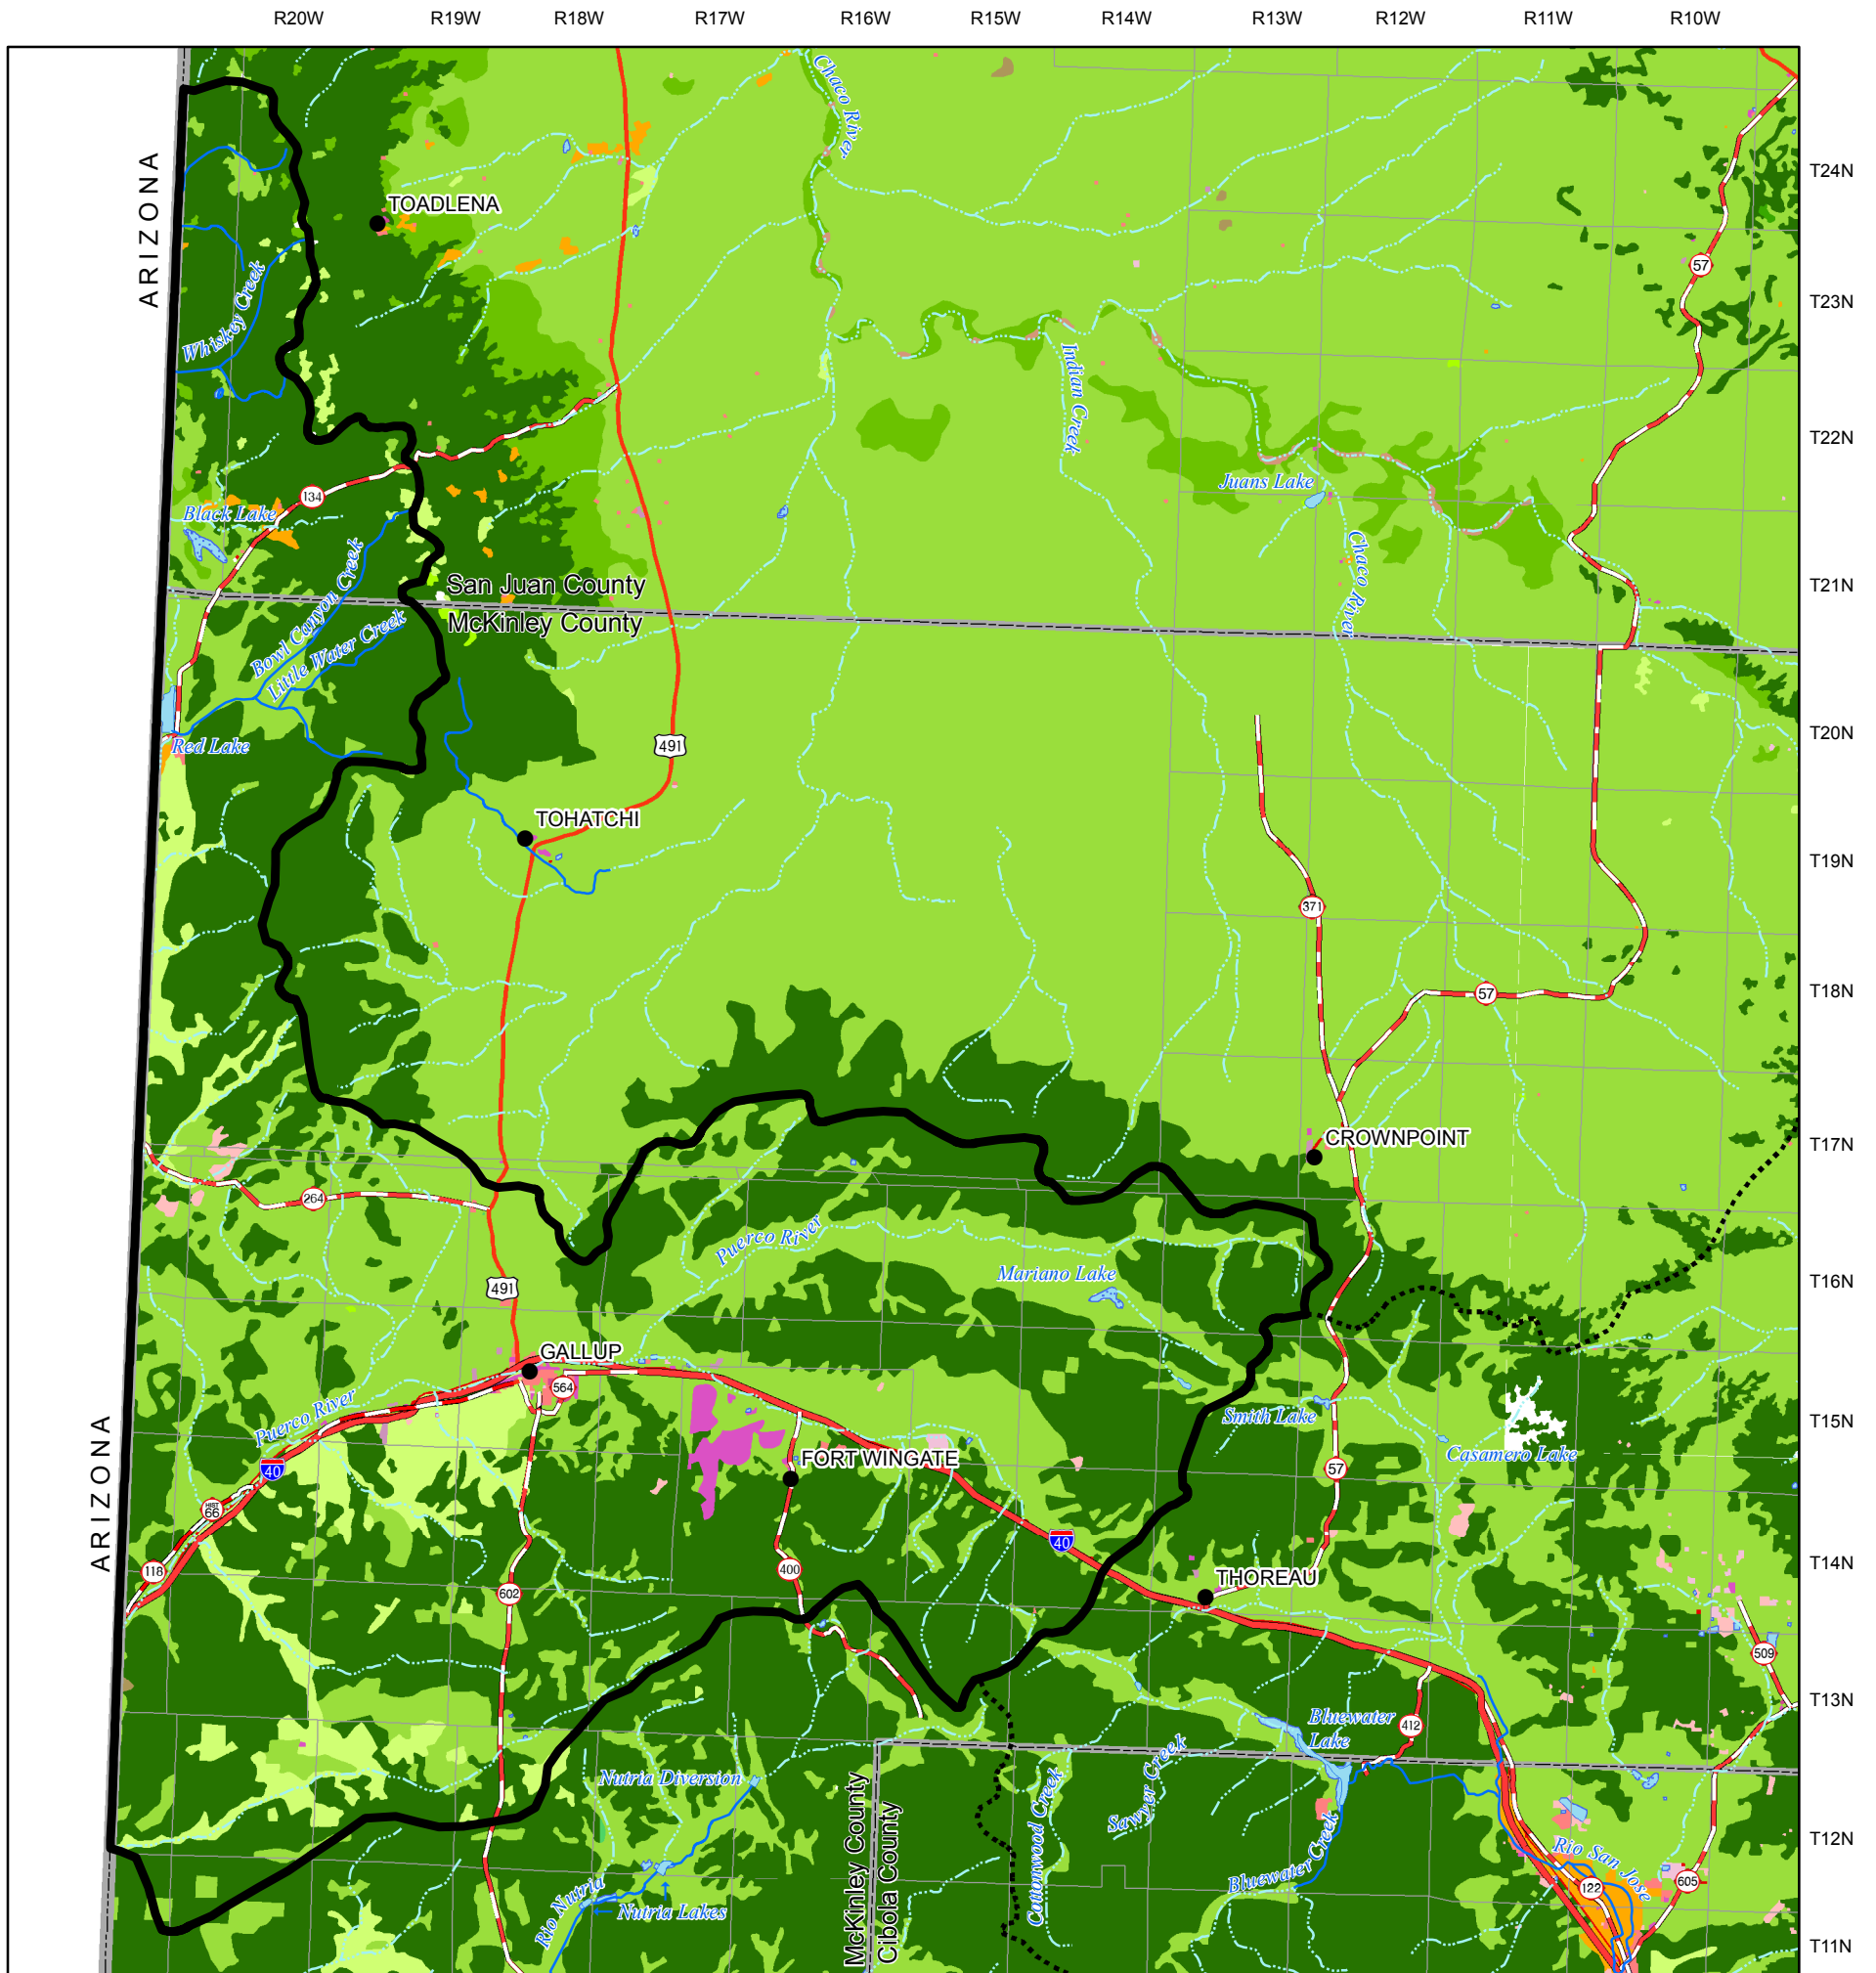 R20W R19W R18W R17W R16W R15W R14W R13W R12W R11W R10W
Chaco River
T24N
ARIZONA
TOADLENA
57
T23N
Whiskey Creek
Indian Creek
T22N
Juans Lake
134
Black Lake
Chaco River
T21N
San Juan County
McKinley County
Bowl Canyon Creek
Little Water Creek
T20N
Red Lake
491
TOHATCHI
T19N
371
57
T18N
CROWNPOINT
T17N
264
Puerco River
Mariano Lake
T16N
491
GALLUP
564
Puerco River
Smith Lake
T15N
ARIZONA
Casamero Lake
FORT WINGATE
40
57
HIST
66
40
118
400
THOREAU
T14N
602
509
T13N
Bluewater
Lake
412
Nutria Diversion
Sawyer Creek
McKinley County
Cibola County
Cottonwood Creek
Bluewater Creek
T12N
Rio San Jose
Rio Nutria
Nutria Lakes
122
605
T11N